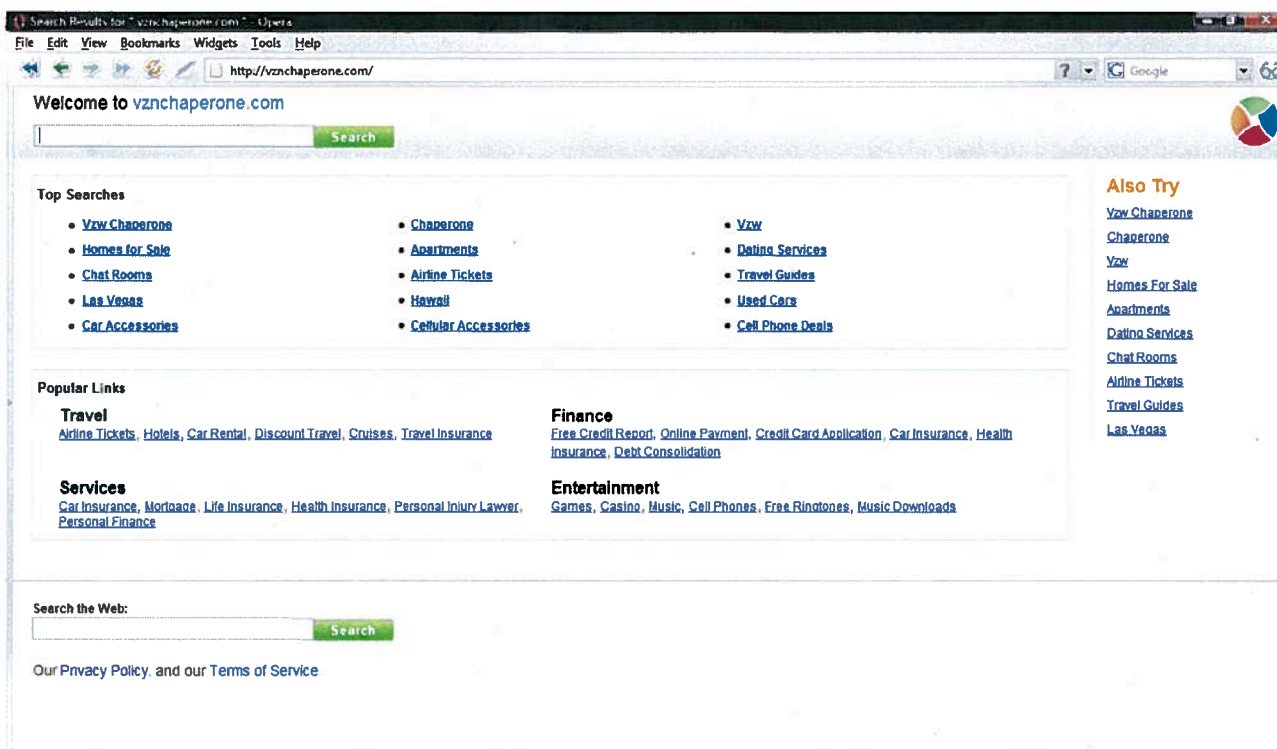 Search Results for " vznchaperone.com " - Opera
File Edit View Bookmarks Widgets Tools Help
http://vznchaperone.com/ ? Google
Welcome to vznchaperone.com
Search
Top Searches
Vzw Chaperone
Chaperone
Vzw
Homes for Sale
Apartments
Dating Services
Chat Rooms
Airline Tickets
Travel Guides
Las Vegas
Hawaii
Used Cars
Car Accessories
Cellular Accessories
Cell Phone Deals
Also Try
Vzw Chaperone
Chaperone
Vzw
Homes For Sale
Apartments
Dating Services
Chat Rooms
Airline Tickets
Travel Guides
Las Vegas
Popular Links
Travel
Airline Tickets, Hotels, Car Rental, Discount Travel, Cruises, Travel Insurance
Finance
Free Credit Report, Online Payment, Credit Card Application, Car Insurance, Health
Insurance, Debt Consolidation
Services
Car Insurance, Mortgage, Life Insurance, Health Insurance, Personal Injury Lawyer,
Personal Finance
Entertainment
Games, Casino, Music, Cell Phones, Free Ringtones, Music Downloads
Search the Web:
Search
Our Privacy Policy, and our Terms of Service